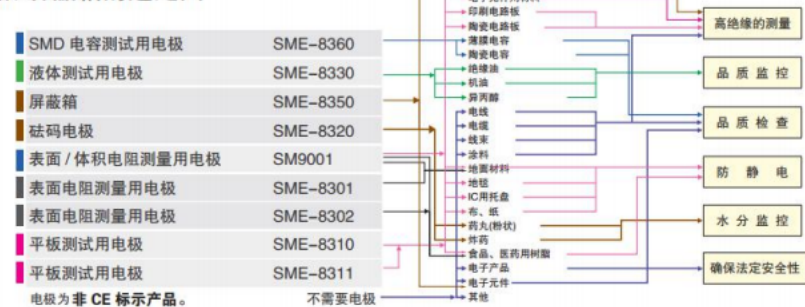 印刷电路板
陶瓷电路板
高绝缘的测量
SMD 电容测试用电极 SME-8360
薄膜电容
陶瓷电容
液体测试用电极 SME-8330
绝缘油
机油
异丙醇
品质监控
屏蔽箱 SME-8350
砝码电极 SME-8320
电线
电缆
线束
涂料
品质检查
表面/体积电阻测量用电极 SM9001
地面材料
表面电阻测量用电极 SME-8301
地毯
IC用托盘
防静电
表面电阻测量用电极 SME-8302
布、纸
药丸(粉状)
炸药
水分监控
平板测试用电极 SME-8310
食品、医药用树脂
平板测试用电极 SME-8311
电子产品
电子元件
确保法定安全性
电极为非 CE 标示产品。
不需要电极
其他